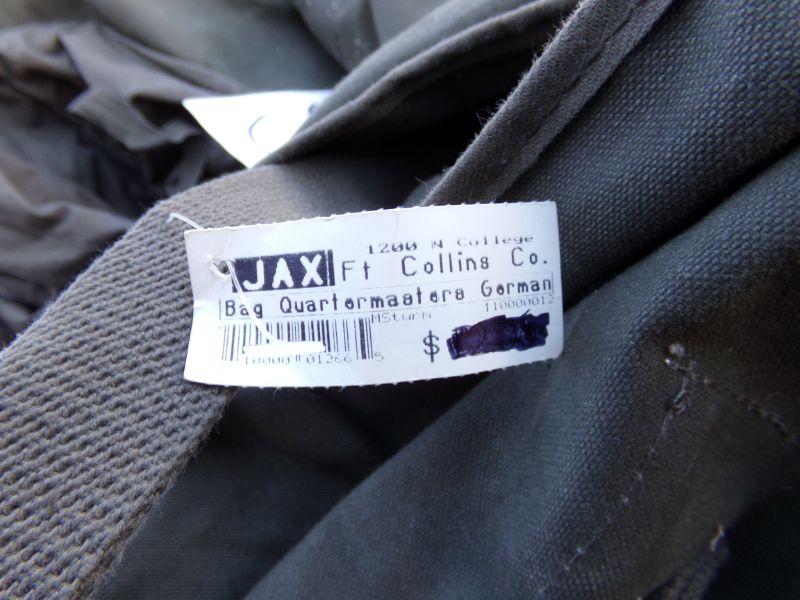 1200 N College
JAX Ft Collins Co.
Bag Quartermasters German
MSturm 110000012
10000 01266 5
$